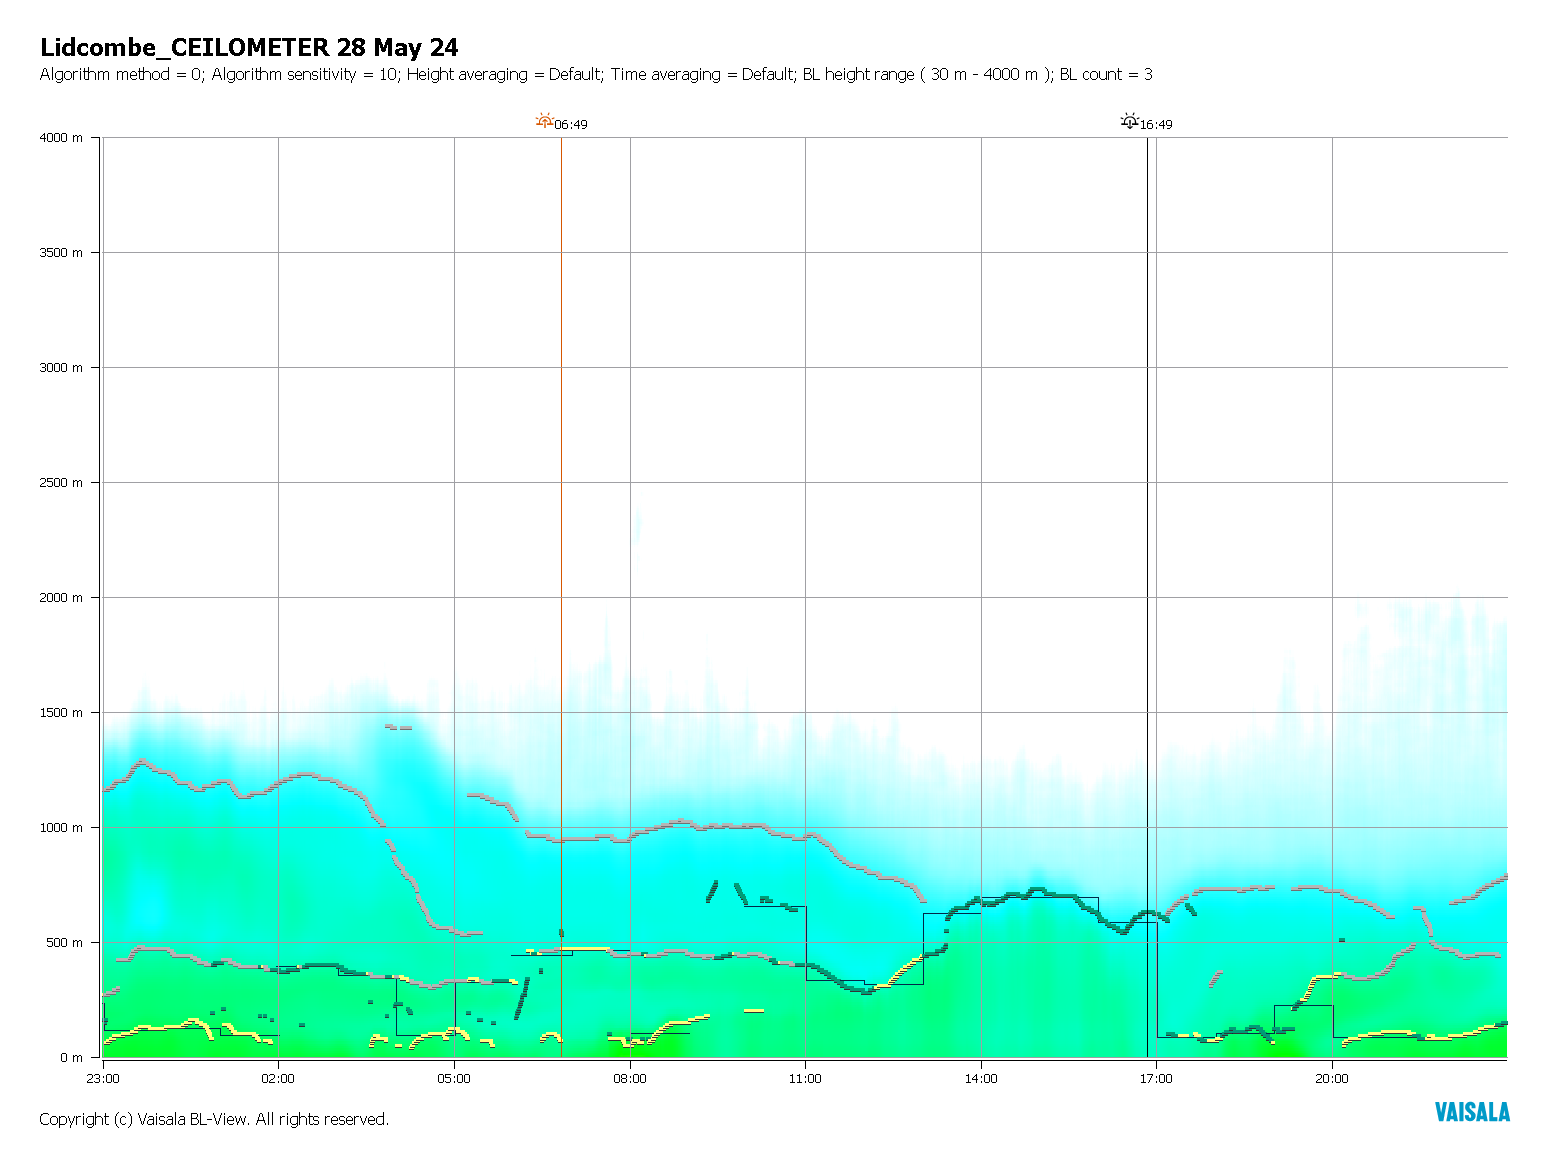 Lidcombe_CEILOMETER 28 May 24
Algorithm method = 0; Algorithm sensitivity = 10; Height averaging = Default; Time averaging = Default; BL height range ( 30 m - 4000 m ); BL count = 3
06:49
16:49
4000 m
3500 m
3000 m
2500 m
2000 m
1500 m
1000 m
500 m
0 m
23:00 02:00 05:00 08:00 11:00 14:00 17:00 20:00
Copyright (c) Vaisala BL-View. All rights reserved.
VAISALA